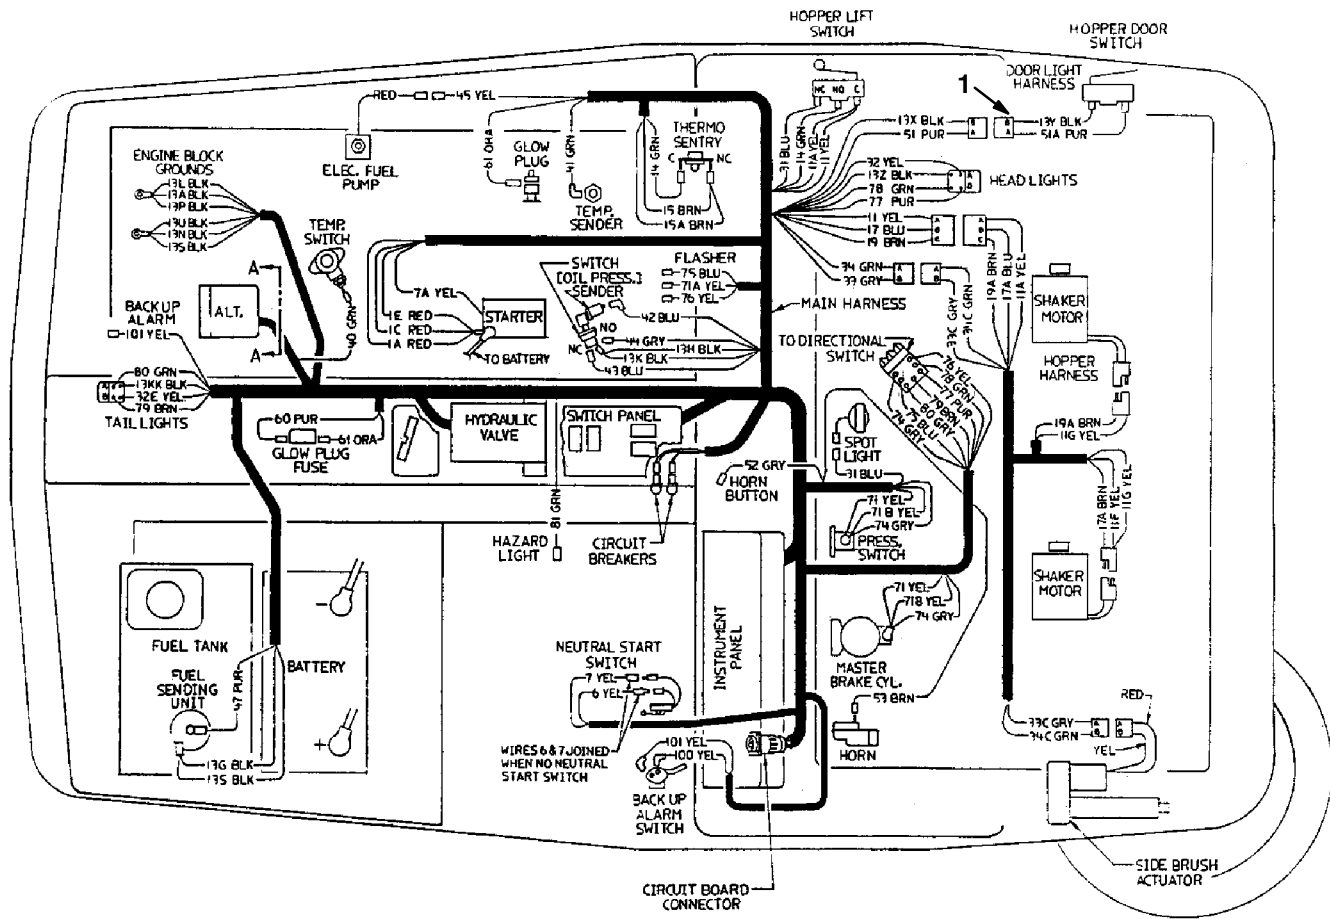 HOPPER LIFT
SWITCH
HOPPER DOOR
SWITCH
DOOR LIGHT
HARNESS
1
RED
45 YEL
NC NO C
13X BLK
51 PUR
13Y BLK
51A PUR
A
B
A
B
61 ORA
GLOW
PLUG
41 GRN
14 GRN
THERMO
SENTRY
C
NC
31 BLU
14 GRN
11A YEL
11 YEL
ELEC. FUEL
PUMP
ENGINE BLOCK
GROUNDS
13L BLK
13A BLK
13P BLK
13U BLK
13N BLK
13S BLK
32 YEL
13Z BLK
78 GRN
77 PUR
HEAD LIGHTS
TEMP.
SENDER
15 BRN
15A BRN
11 YEL
17 BLU
19 BRN
TEMP.
SWITCH
A
A
SWITCH
(OIL PRESS.)
SENDER
FLASHER
75 BLU
71A YEL
76 YEL
34 GRN
33 GRY
19A BRN
17A BLU
11A YEL
33C GRY
34C GRN
SHAKER
MOTOR
BACK UP
ALARM
101 YEL
ALT.
40 GRN
7A YEL
1E RED
1C RED
1A RED
STARTER
TO BATTERY
42 BLU
NO
44 GRY
13H BLK
13K BLK
NC
43 BLU
MAIN HARNESS
TO DIRECTIONAL
SWITCH
76 YEL
78 GRN
77 PUR
79 BRN
80 GRY
75 BLU
74 GRY
HOPPER
HARNESS
80 GRN
13KK BLK
32E YEL
79 BRN
TAIL LIGHTS
60 PUR
61 ORA
GLOW PLUG
FUSE
HYDRAULIC
VALVE
SWITCH PANEL
19A BRN
11G YEL
SPOT
LIGHT
31 BLU
52 GRY
HORN
BUTTON
17A BRN
11F YEL
11G YEL
81 GRN
HAZARD
LIGHT
CIRCUIT
BREAKERS
71 YEL
71 B YEL
74 GRY
PRESS.
SWITCH
SHAKER
MOTOR
71 YEL
71B YEL
74 GRY
INSTRUMENT
PANEL
MASTER
BRAKE CYL.
53 BRN
FUEL TANK
BATTERY
FUEL
SENDING
UNIT
47 PUR
13G BLK
13S BLK
NEUTRAL START
SWITCH
7 YEL
6 YEL
WIRES 6 & 7 JOINED
WHEN NO NEUTRAL
START SWITCH
101 YEL
100 YEL
BACK UP
ALARM
SWITCH
HORN
33C GRY
34C GRN
RED
YEL
SIDE BRUSH
ACTUATOR
CIRCUIT BOARD
CONNECTOR